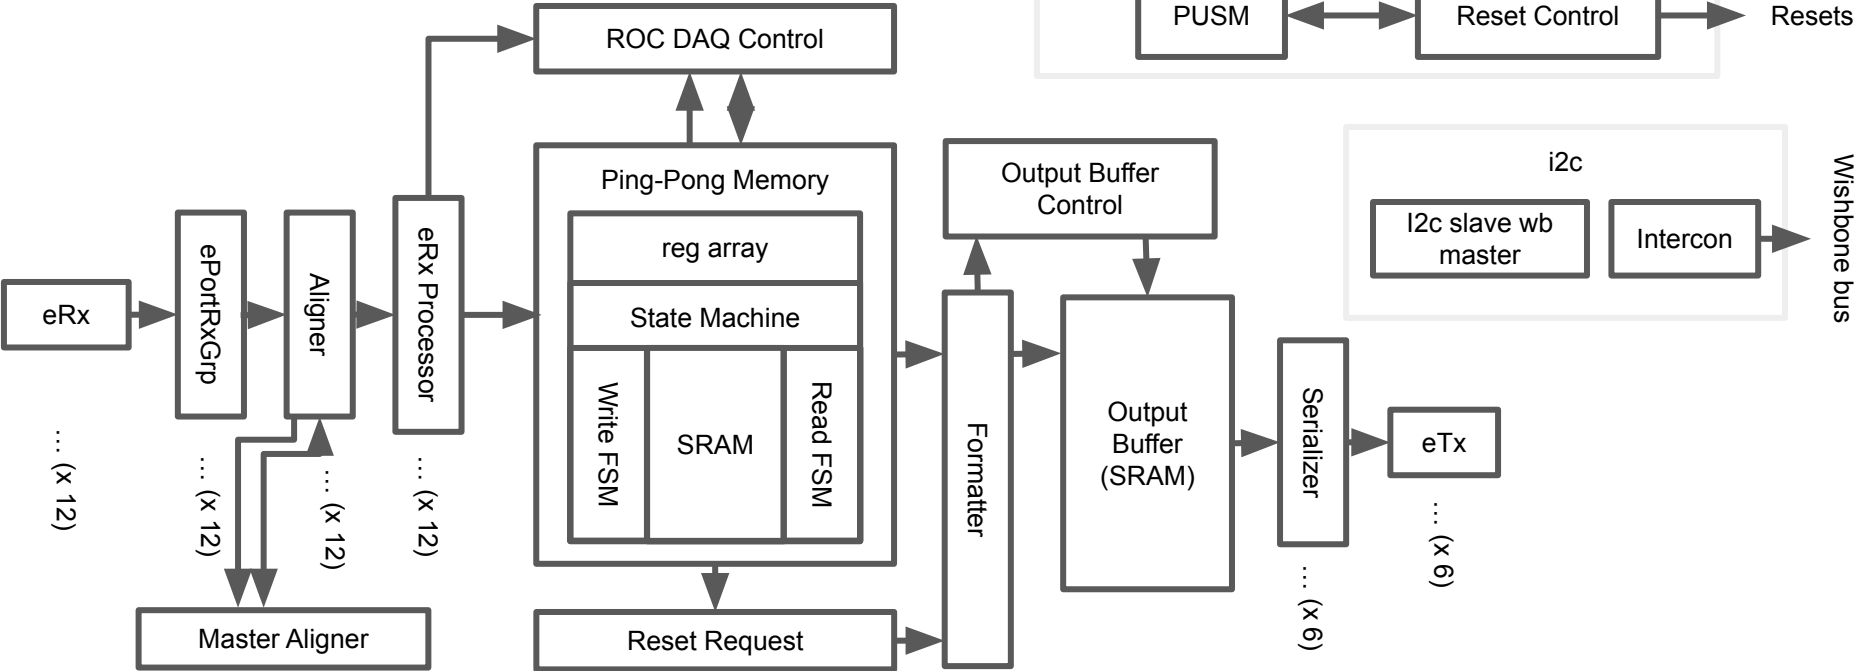 PUSM
Reset Control
Resets
ROC DAQ Control
Ping-Pong Memory
reg array
State Machine
Write FSM
SRAM
Read FSM
eRx
ePortRxGrp
Aligner
eRx Processor
… (x 12)
… (x 12)
… (x 12)
… (x 12)
Master Aligner
Reset Request
Output Buffer
Control
Formatter
Output
Buffer
(SRAM)
Serializer
eTx
… (x 6)
… (x 6)
i2c
I2c slave wb
master
Intercon
Wishbone bus